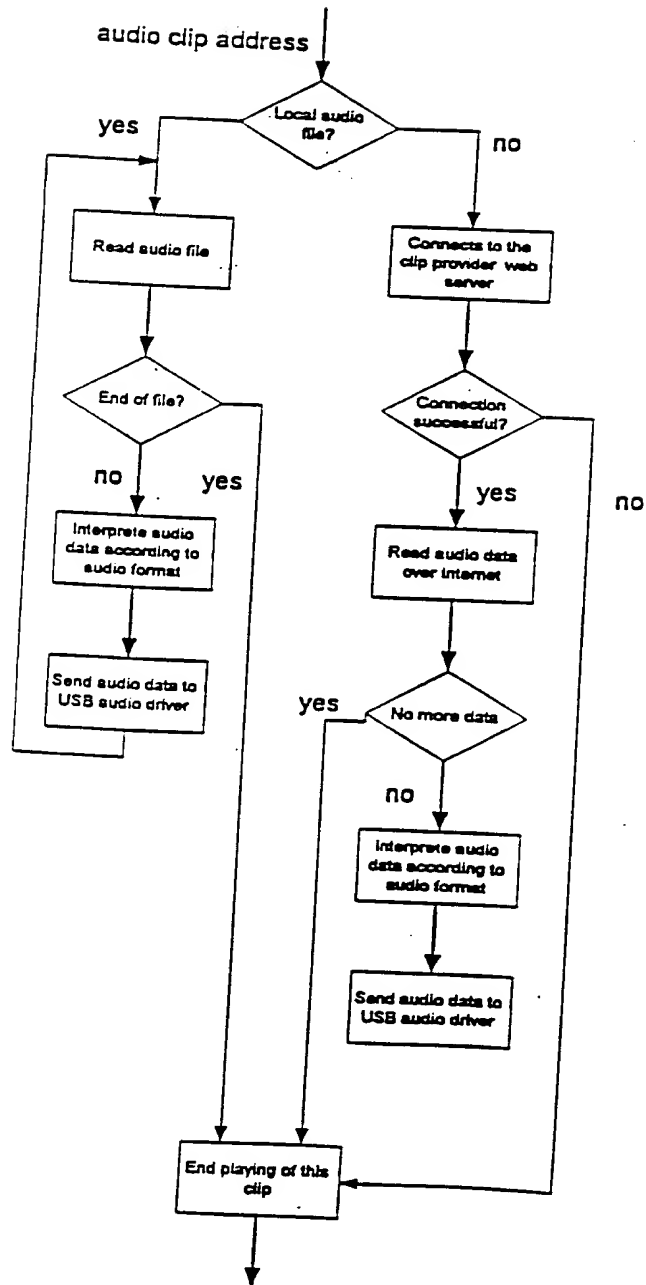 audio clip address
Local audio
file?
yes
no
Read audio file
Connects to the
clip provider web
server
End of file?
Connection
successful?
no
yes
yes
no
Interprete audio
data according to
audio format
Read audio data
over internet
Send audio data to
USB audio driver
yes
No more data
no
Interprete audio
data according to
audio format
Send audio data to
USB audio driver
End playing of this
clip